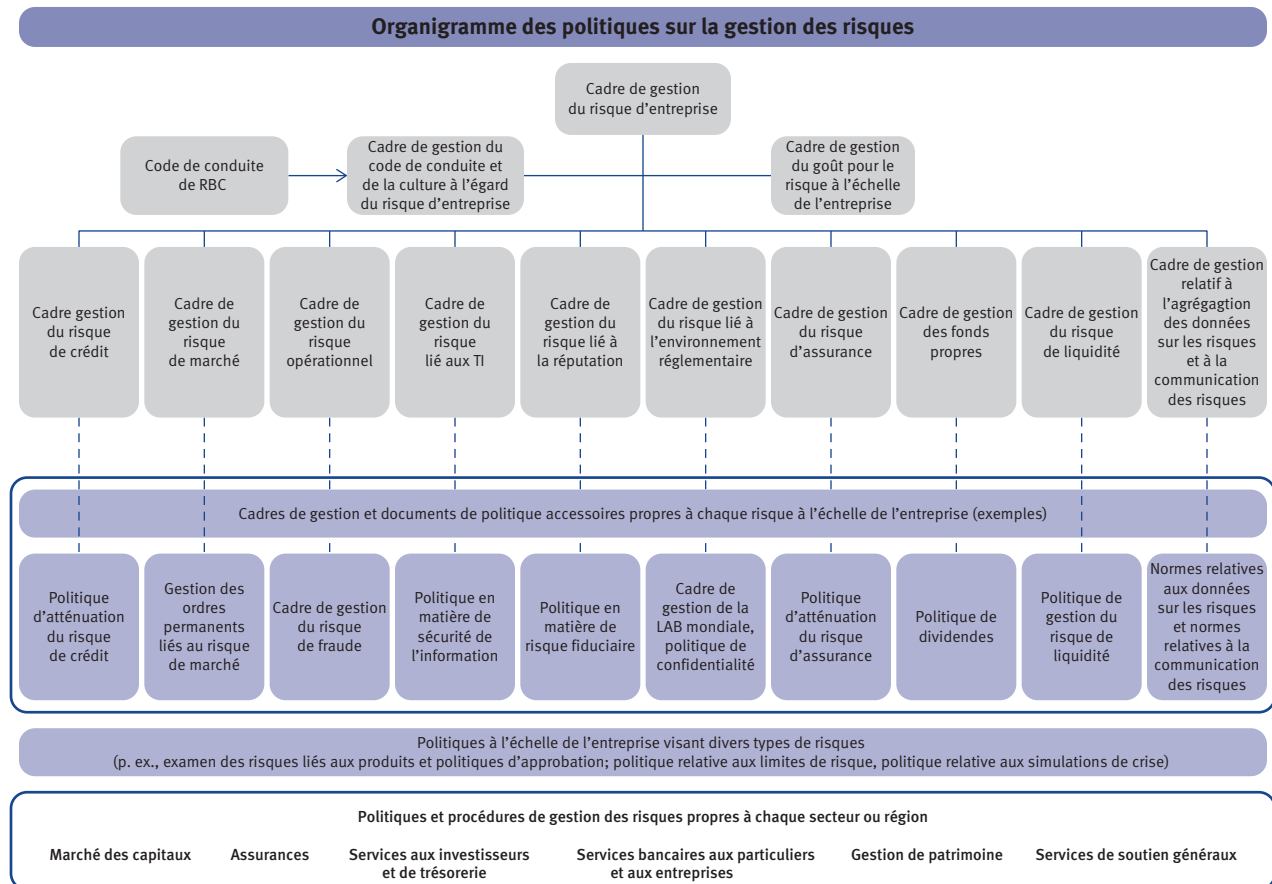 Organigramme des politiques sur la gestion des risques
Cadre de gestion
du risque d'entreprise
Code de conduite
de RBC
Cadre de gestion du
code de conduite et
de la culture à l'égard
du risque d'entreprise
Cadre de gestion
du goût pour le
risque à l'échelle
de l'entreprise
Cadre gestion
du risque
de crédit
Cadre de
gestion du
risque
de marché
Cadre de
gestion du
risque
opérationnel
Cadre de
gestion du
risque
lié aux TI
Cadre de
gestion du
risque lié à
la réputation
Cadre de gestion
du risque lié à
l'environnement
réglementaire
Cadre de gestion
du risque
d'assurance
Cadre de gestion
des fonds
propres
Cadre de gestion
du risque
de liquidité
Cadre de gestion
relatif à
l'agrégagtion
des données
sur les risques
et à la
communication
des risques
Cadres de gestion et documents de politique accessoires propres à chaque risque à l'échelle de l'entreprise (exemples)
Politique
d'atténuation
du risque
de crédit
Gestion des
ordres
permanents
liés au risque
de marché
Cadre de gestion
du risque
de fraude
Politique en
matière de
sécurité de
l'information
Politique en
matière de
risque fiduciaire
Cadre de
gestion de la
LAB mondiale,
politique de
confidentialité
Politique
d'atténuation
du risque
d'assurance
Politique de
dividendes
Politique de
gestion du
risque de
liquidité
Normes relatives
aux données
sur les risques
et normes
relatives à la
communication
des risques
Politiques à l'échelle de l'entreprise visant divers types de risques
(p. ex., examen des risques liés aux produits et politiques d'approbation; politique relative aux limites de risque, politique relative aux simulations de crise)
Politiques et procédures de gestion des risques propres à chaque secteur ou région
Marché des capitaux
Assurances
Services aux investisseurs
et de trésorerie
Services bancaires aux particuliers
et aux entreprises
Gestion de patrimoine
Services de soutien généraux